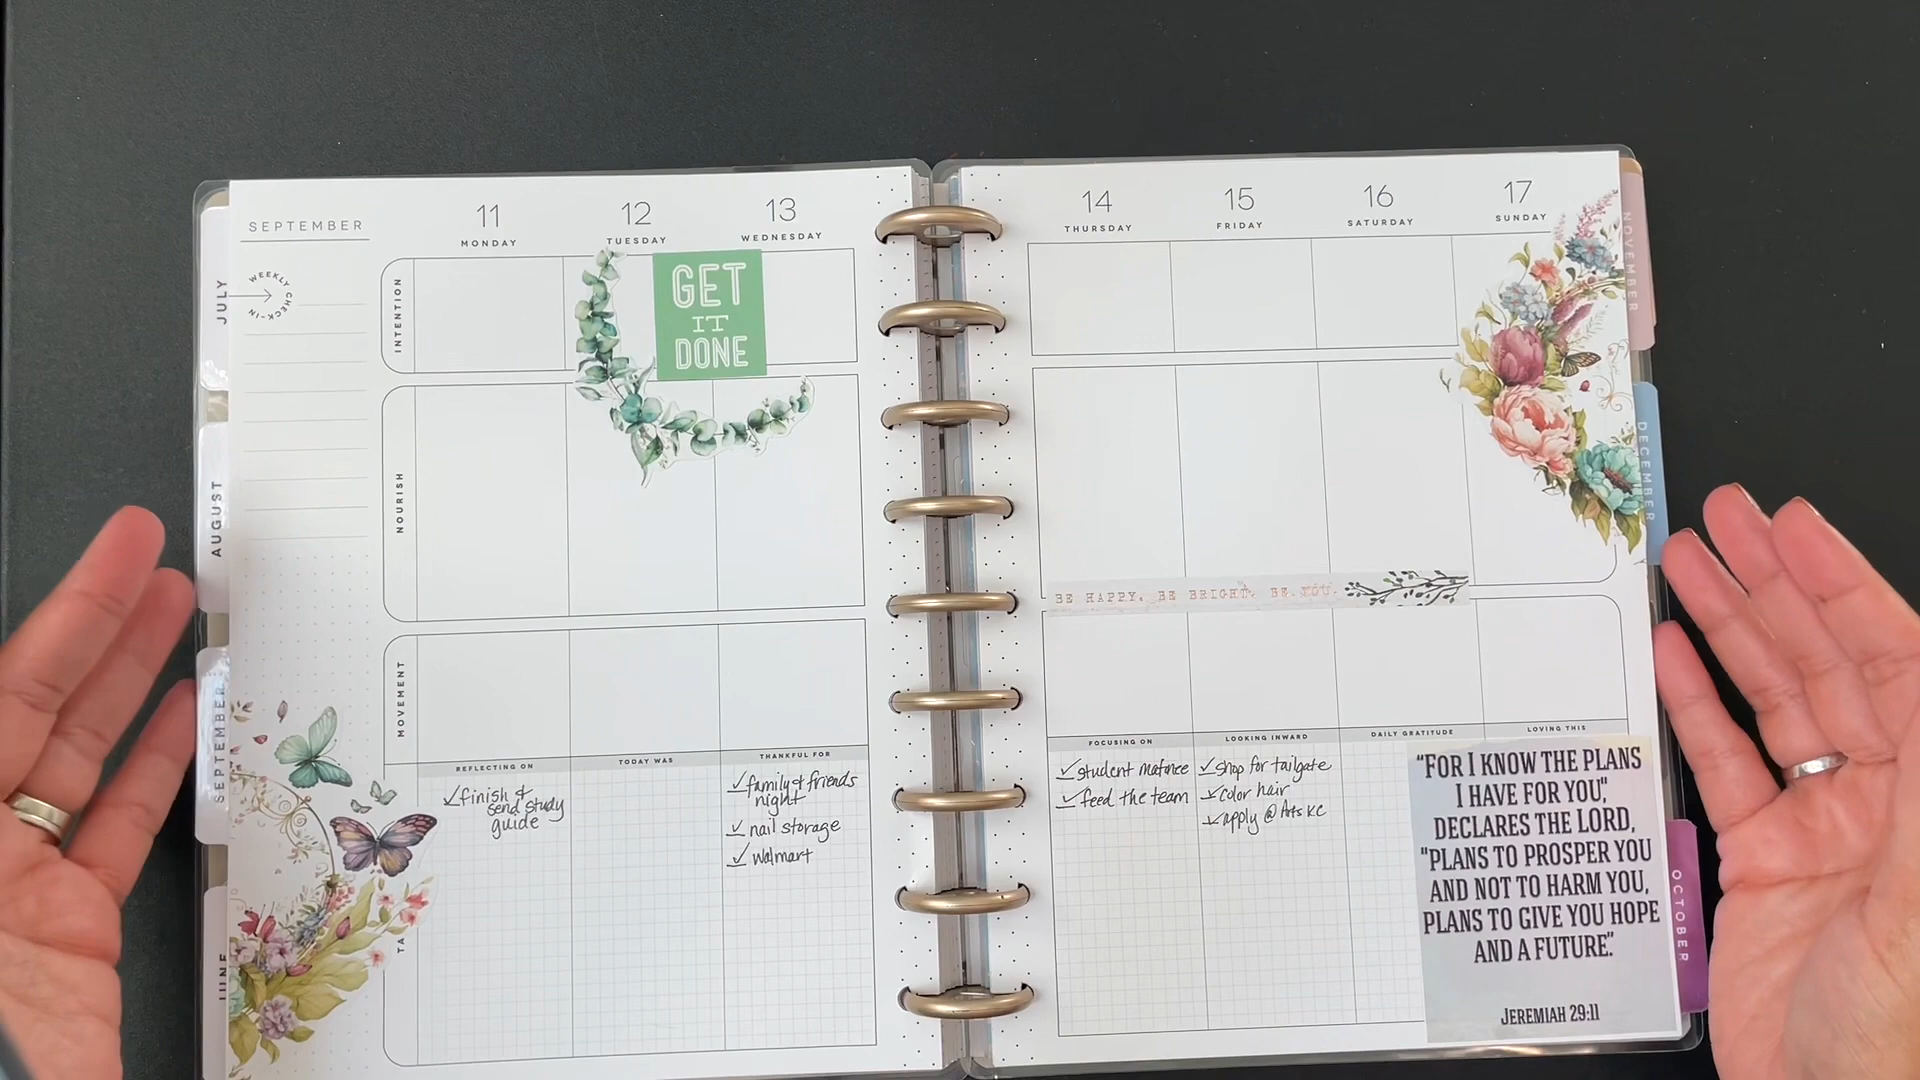 SEPTEMBER
WEEKLY CHECK-IN
11
MONDAY
12
TUESDAY
13
WEDNESDAY
INTENTION
GET
IT
DONE
NOURISH
MOVEMENT
REFLECTING ON
TODAY WAS
THANKFUL FOR
✓finish &
send study
guide
✓family & friends
night
✓ nail storage
✓ walmart
TA
JULY
AUGUST
SEPTEMBER
JUNE
14
THURSDAY
15
FRIDAY
16
SATURDAY
17
SUNDAY
BE HAPPY. BE BRIGHT. BE YOU.
FOCUSING ON
LOOKING INWARD
DAILY GRATITUDE
LOVING THIS
✓student matinee
✓feed the team
✓shop for tailgate
✓color hair
✓apply @ Arts KC
"FOR I KNOW THE PLANS
I HAVE FOR YOU",
DECLARES THE LORD,
"PLANS TO PROSPER YOU
AND NOT TO HARM YOU,
PLANS TO GIVE YOU HOPE
AND A FUTURE."
JEREMIAH 29:11
NOVEMBER
DECEMBER
OCTOBER